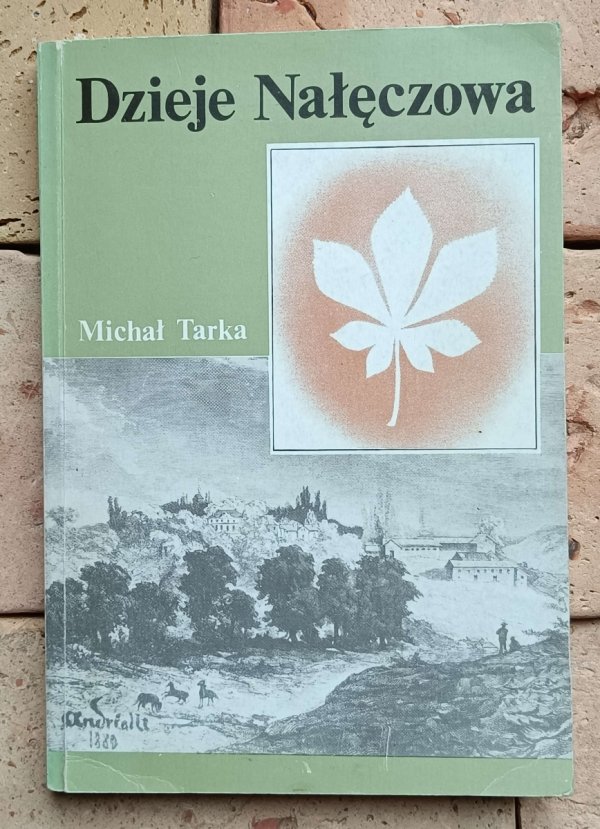 Dzieje Nałęczowa
Michał Tarka
Andriolli
1880